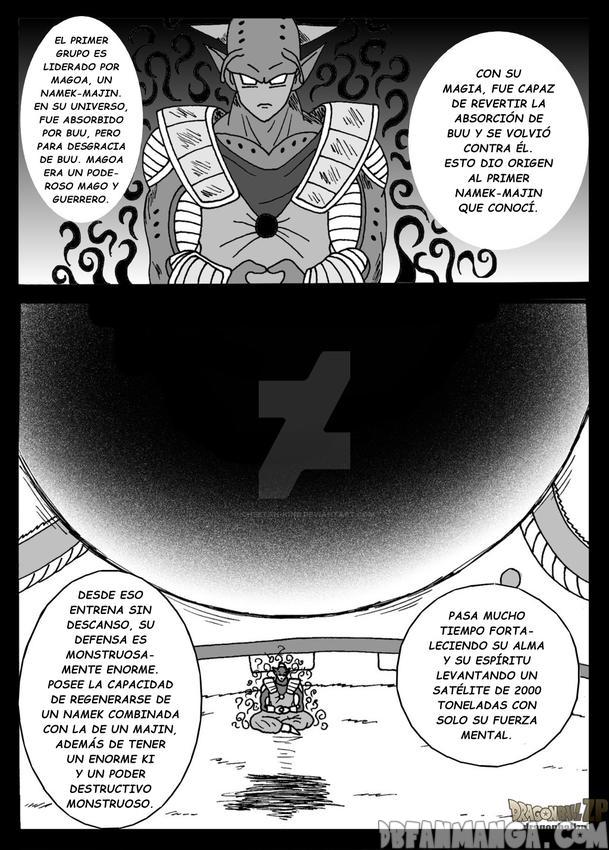 EL PRIMER
GRUPO ES
LIDERADO POR
MAGOA, UN
NAMEK-MAJIN.
EN SU UNIVERSO,
FUE ABSORBIDO
POR BUU, PERO
PARA DESGRACIA
DE BUU. MAGOA
ERA UN PODE-
ROSO MAGO Y
GUERRERO.
CON SU
MAGIA, FUE CAPAZ
DE REVERTIR LA
ABSORCIÓN DE
BUU Y SE VOLVIÓ
CONTRA ÉL.
ESTO DIO ORIGEN
AL PRIMER
NAMEK-MAJIN
QUE CONOCÍ.
CHEETAH-KING.DEVIANTART.COM
DESDE ESO
ENTRENA SIN
DESCANSO, SU
DEFENSA ES
MONSTRUOSA-
MENTE ENORME.
POSEE LA CAPACIDAD
DE REGENERARSE DE
UN NAMEK COMBINADA
CON LA DE UN MAJIN,
ADEMÁS DE TENER
UN ENORME KI
Y UN PODER
DESTRUCTIVO
MONSTRUOSO.
PASA MUCHO
TIEMPO FORTA-
LECIENDO SU ALMA
Y SU ESPÍRITU
LEVANTANDO UN
SATÉLITE DE 2000
TONELADAS CON
SOLO SU FUERZA
MENTAL.
DRAGONBALL ZP
DBFANMANGA.COM